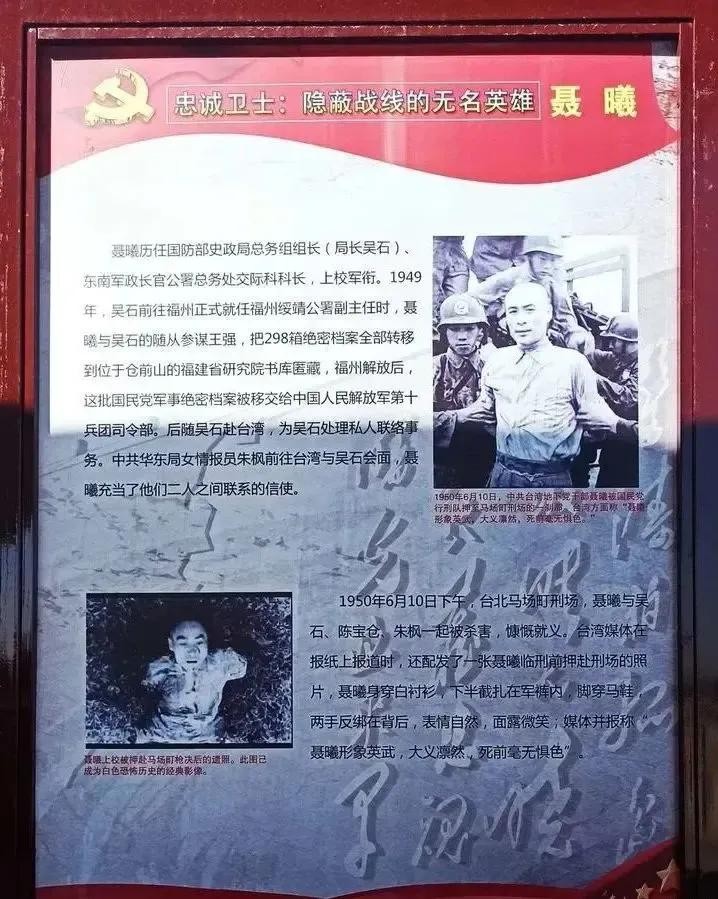 忠诚卫士：隐蔽战线的无名英雄 聂 曦
聂曦历任国防部史政局总务组组长（局长吴石）、
东南军政长官公署总务处交际科科长，上校军衔。1949
年，吴石前往福州正式就任福州绥靖公署副主任时，聂
曦与吴石的随从参谋王强，把298箱绝密档案全部转移
到位于仓前山的福建省研究院书库匿藏，福州解放后，
这批国民党军事绝密档案被移交给中国人民解放军第十
兵团司令部。后随吴石赴台湾，为吴石处理私人联络事
务。中共华东局女情报员朱枫前往台湾与吴石会面，聂
曦充当了他们二人之间联系的信使。
1950年6月10日，中共台湾地下党干部聂曦被国民党
行刑队押至马场町刑场的一刹那。台湾方面称“聂曦
形象英武，大义凛然，死前毫无惧色。”
1950年6月10日下午，台北马场町刑场，聂曦与吴
石、陈宝仓、朱枫一起被杀害，慷慨就义。台湾媒体在
报纸上报道时，还配发了一张聂曦临刑前押赴刑场的照
片，聂曦身穿白衬衫，下半截扎在军裤内，脚穿马鞋，
两手反绑在背后，表情自然，面露微笑；媒体并报称“
聂曦形象英武，大义凛然，死前毫无惧色”。
聂曦上校被押赴马场町枪决后的遗照。此图已
成为白色恐怖历史的经典影像。